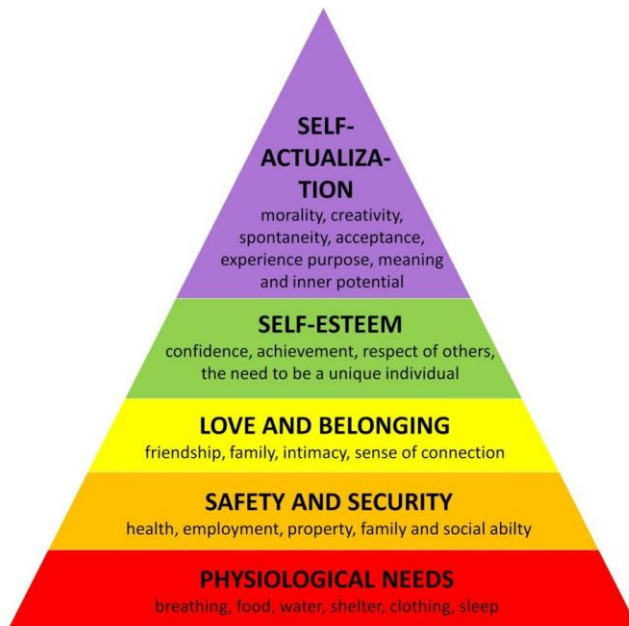 SELF-
ACTUALIZA-
TION
morality, creativity,
spontaneity, acceptance,
experience purpose, meaning
and inner potential
SELF-ESTEEM
confidence, achievement, respect of others,
the need to be a unique individual
LOVE AND BELONGING
friendship, family, intimacy, sense of connection
SAFETY AND SECURITY
health, employment, property, family and social abilty
PHYSIOLOGICAL NEEDS
breathing, food, water, shelter, clothing, sleep